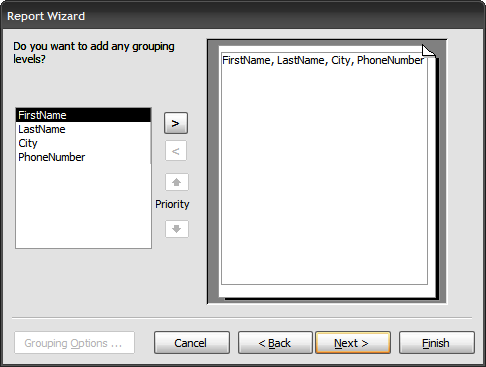 Report Wizard
Do you want to add any grouping
levels?
FirstName
LastName
City
PhoneNumber
>
<
Priority
FirstName, LastName, City, PhoneNumber
Grouping Options ...
Cancel
< Back
Next >
Finish